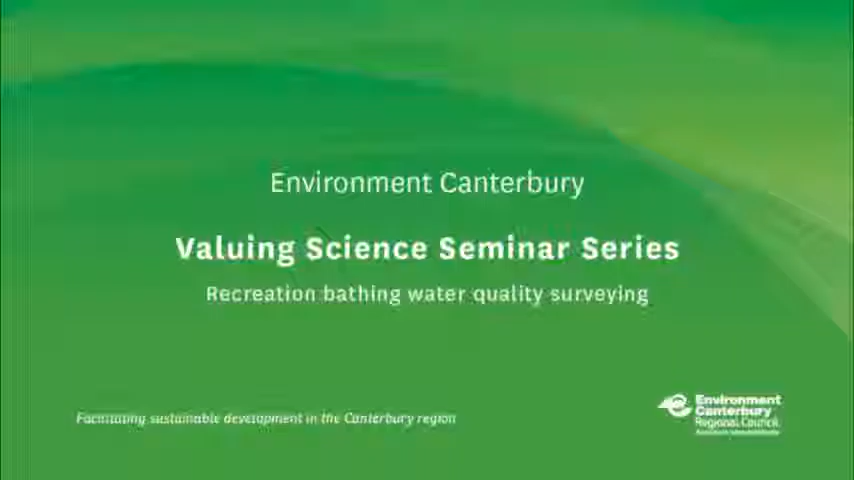 Environment Canterbury
Valuing Science Seminar Series
Recreation bathing water quality surveying
Facilitating sustainable development in the Canterbury region
Environment
Canterbury
Regional Council